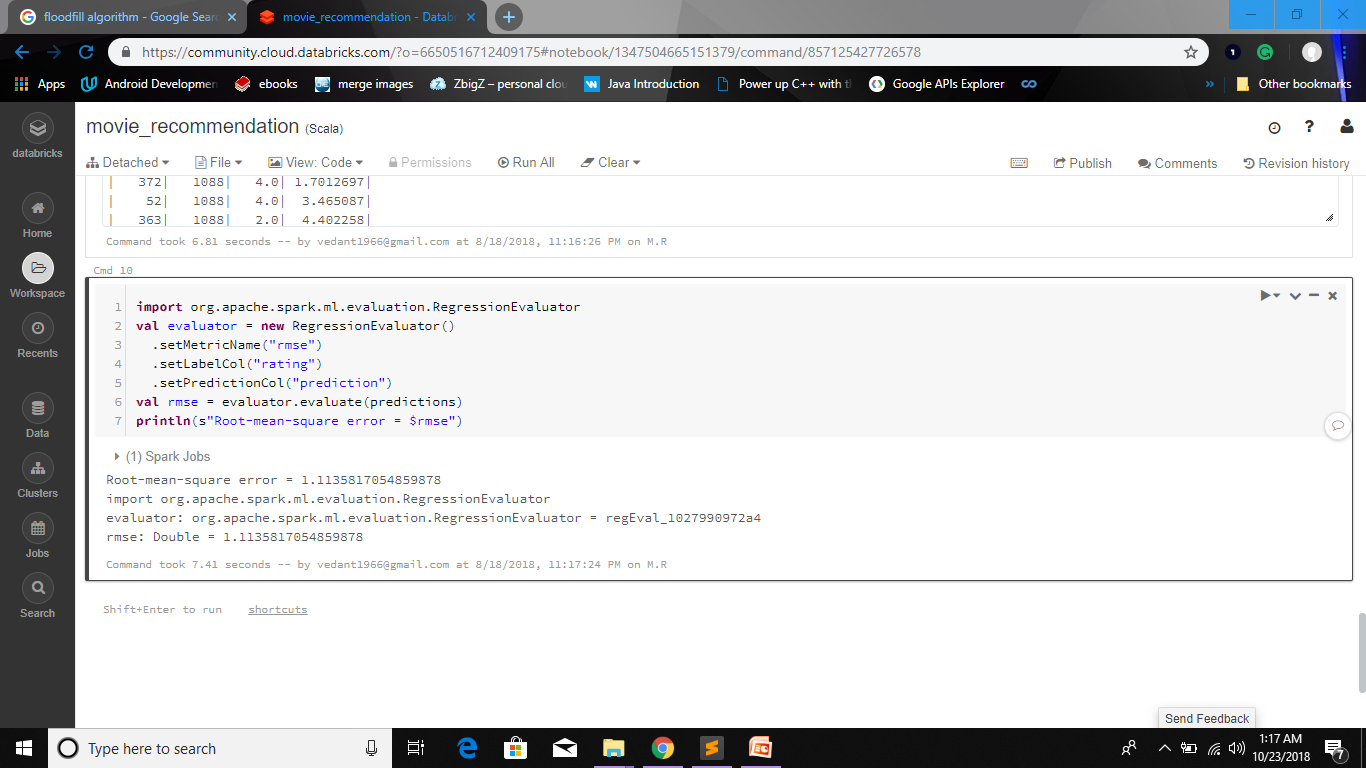 floodfill algorithm - Google Sear
movie_recommendation - Datab
https://community.cloud.databricks.com/?o=6650516712409175#notebook/1347504665151379/command/857125427726578
Apps
Android Developmen
ebooks
merge images
ZbigZ – personal clou
Java Introduction
Power up C++ with t
Google APIs Explorer
»
Other bookmarks
databricks
Home
Workspace
Recents
Data
Clusters
Jobs
Search
movie_recommendation (Scala)
?
Detached File View: Code Permissions Run All Clear
Publish Comments Revision history
| 372| 1088| 4.0| 1.7012697|
| 52| 1088| 4.0| 3.465087|
| 363| 1088| 2.0| 4.402258|
Command took 6.81 seconds -- by vedant1966@gmail.com at 8/18/2018, 11:16:26 PM on M.R
Cmd 10
1 import org.apache.spark.ml.evaluation.RegressionEvaluator
2 val evaluator = new RegressionEvaluator()
3 .setMetricName("rmse")
4 .setLabelCol("rating")
5 .setPredictionCol("prediction")
6 val rmse = evaluator.evaluate(predictions)
7 println(s"Root-mean-square error = $rmse")
(1) Spark Jobs
Root-mean-square error = 1.1135817054859878
import org.apache.spark.ml.evaluation.RegressionEvaluator
evaluator: org.apache.spark.ml.evaluation.RegressionEvaluator = regEval_1027990972a4
rmse: Double = 1.1135817054859878
Command took 7.41 seconds -- by vedant1966@gmail.com at 8/18/2018, 11:17:24 PM on M.R
Shift+Enter to run shortcuts
Send Feedback
Type here to search
1:17 AM
10/23/2018
7